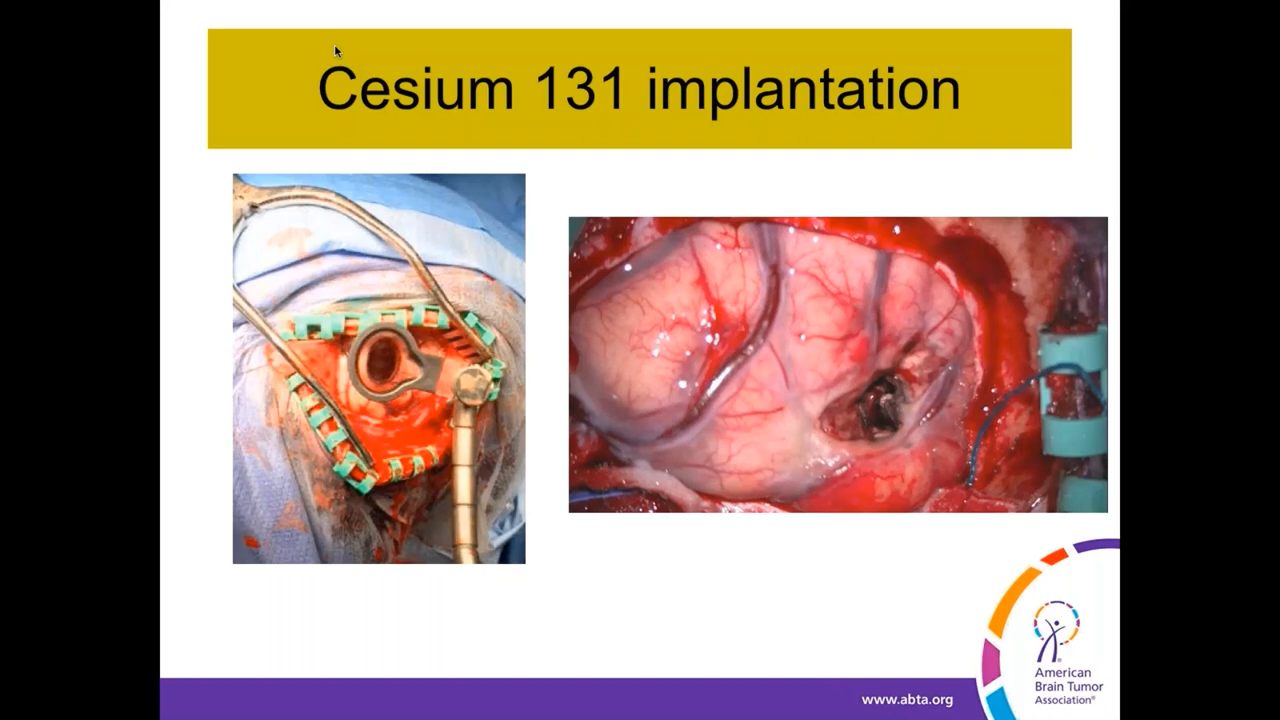 Cesium 131 implantation
www.abta.org
American
Brain Tumor
Association®